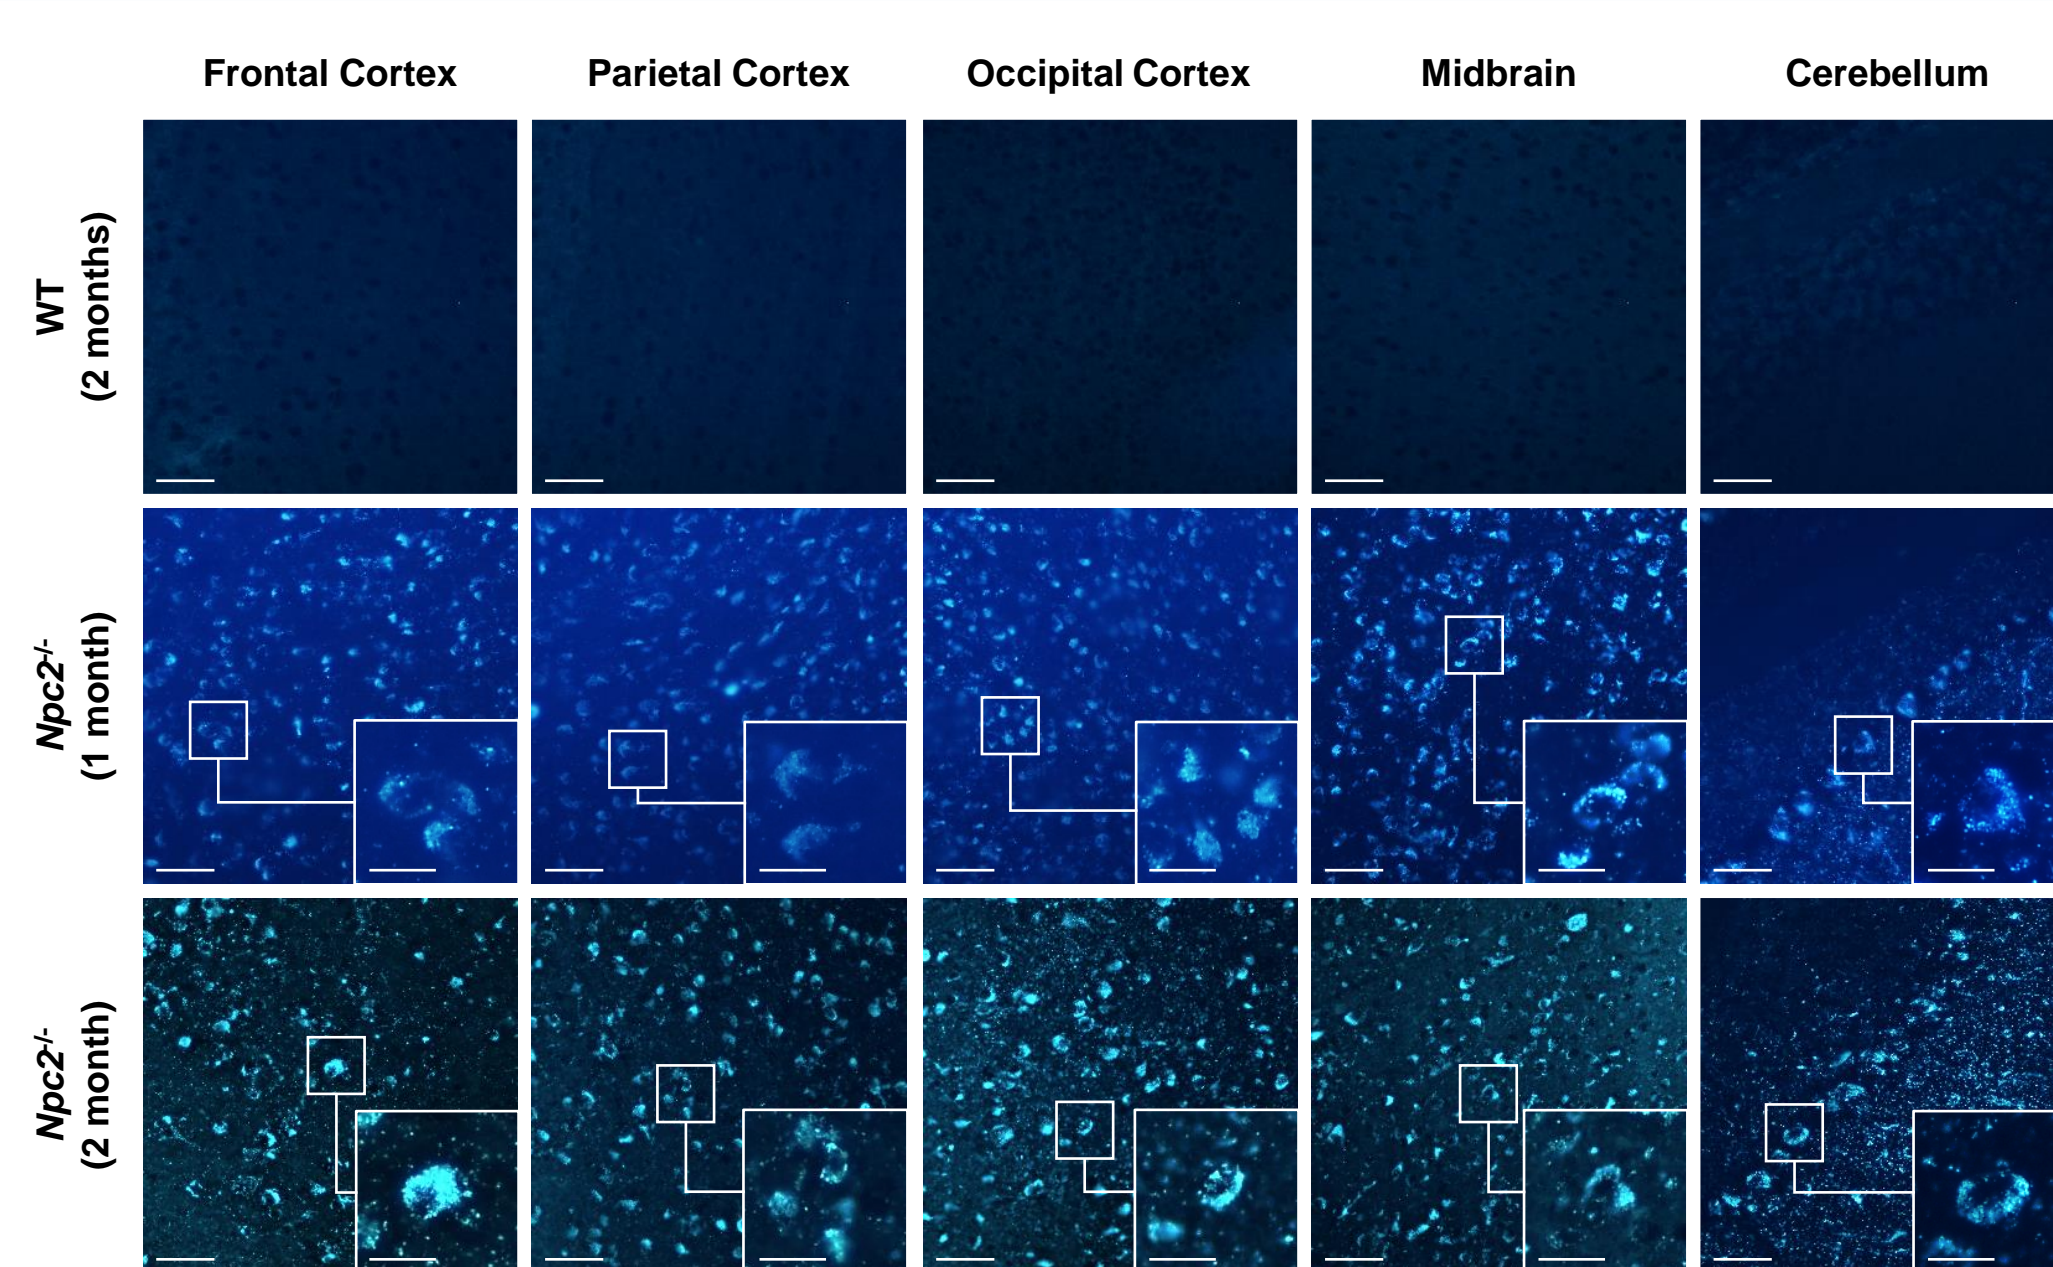 Frontal Cortex
Parietal Cortex
Occipital Cortex
Midbrain
Cerebellum
WT
(2 months)
Npc2-/-
(1 month)
Npc2-/-
(2 month)